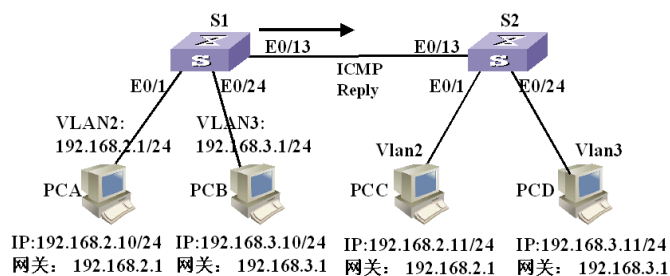 S1
S2
E0/13
E0/13
ICMP
Reply
E0/1
E0/24
E0/1
E0/24
VLAN2:
192.168.2.1/24
VLAN3:
192.168.3.1/24
Vlan2
Vlan3
PCA
PCB
PCC
PCD
IP:192.168.2.10/24
网关： 192.168.2.1
IP:192.168.3.10/24
网关： 192.168.3.1
IP:192.168.2.11/24
网关： 192.168.2.1
IP:192.168.3.11/24
网关： 192.168.3.1